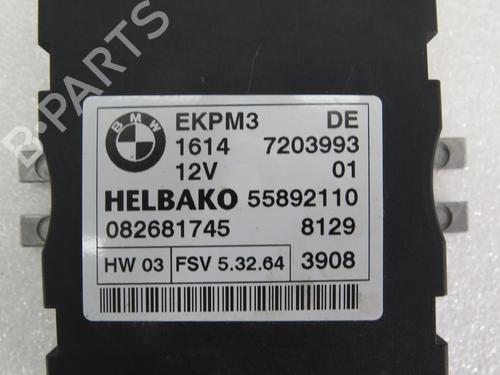 BMW
EKPM3 DE
1614 7203993
12V 01
HELBAKO 55892110
082681745 8129
HW 03 FSV 5.32.64 3908
B-PARTS